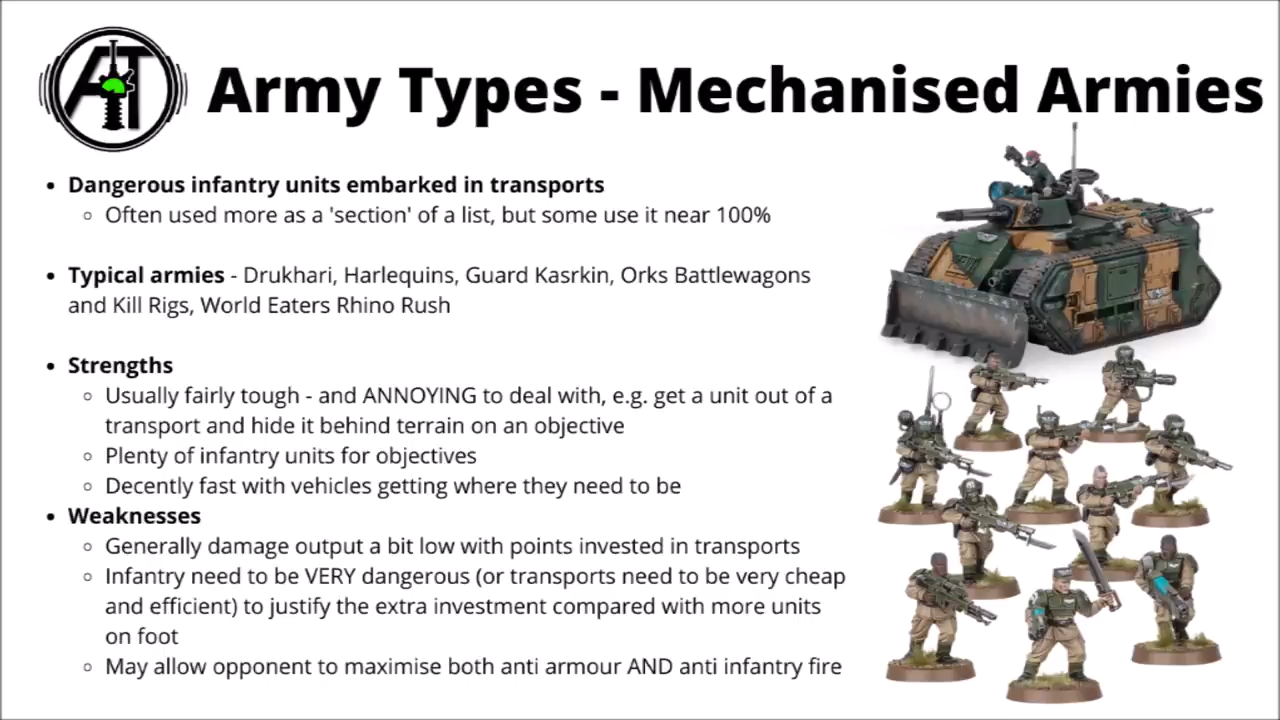 AT
Army Types - Mechanised Armies
• Dangerous infantry units embarked in transports
◦ Often used more as a 'section' of a list, but some use it near 100%
• Typical armies - Drukhari, Harlequins, Guard Kasrkin, Orks Battlewagons
and Kill Rigs, World Eaters Rhino Rush
• Strengths
◦ Usually fairly tough - and ANNOYING to deal with, e.g. get a unit out of a
transport and hide it behind terrain on an objective
◦ Plenty of infantry units for objectives
◦ Decently fast with vehicles getting where they need to be
• Weaknesses
◦ Generally damage output a bit low with points invested in transports
◦ Infantry need to be VERY dangerous (or transports need to be very cheap
and efficient) to justify the extra investment compared with more units
on foot
◦ May allow opponent to maximise both anti armour AND anti infantry fire